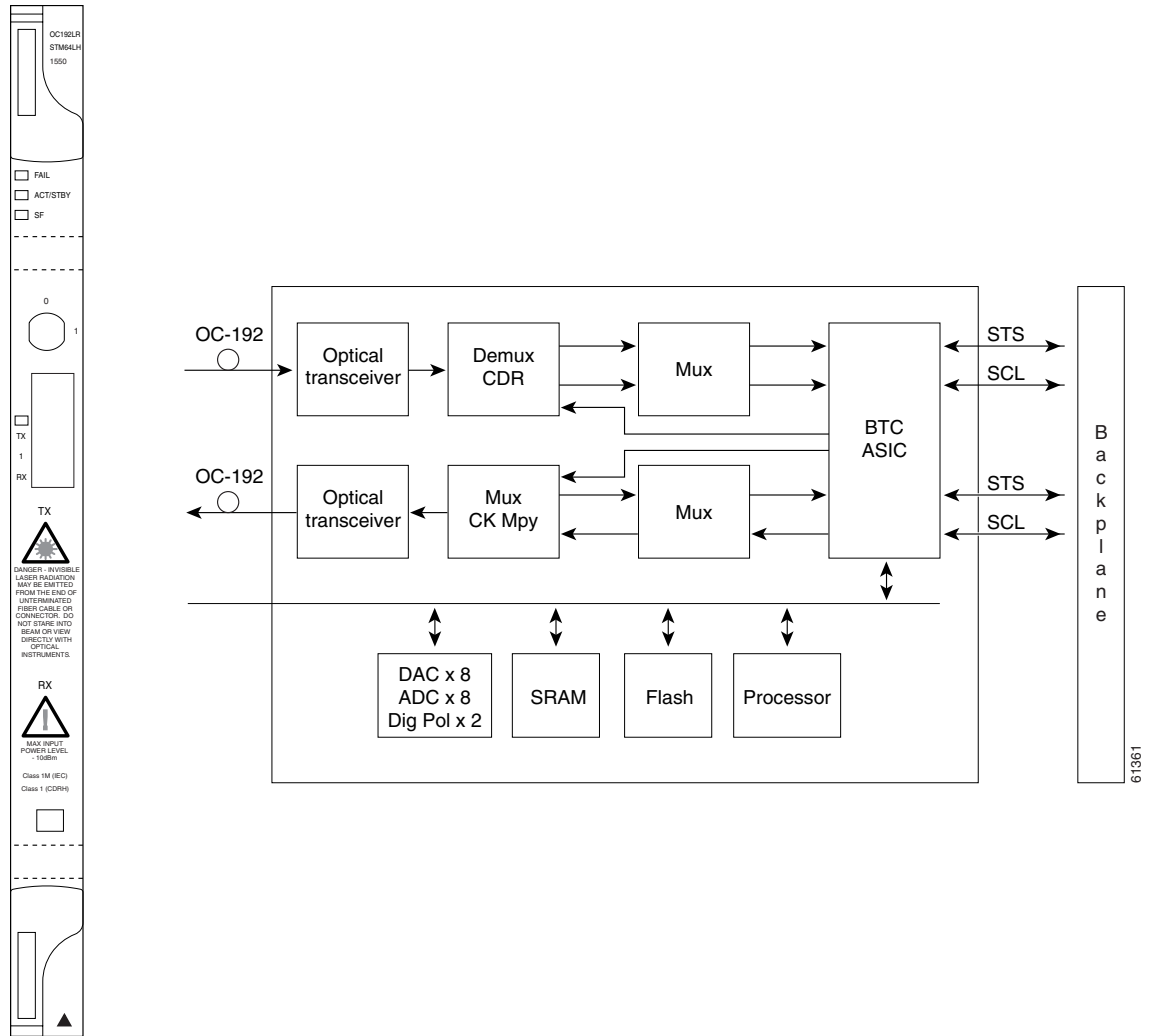 OC192LR
STM64LH
1550
FAIL
ACT/STBY
SF
0
1
TX
1
RX
TX
DANGER - INVISIBLE
LASER RADIATION
MAY BE EMITTED
FROM THE END OF
UNTERMINATED
FIBER CABLE OR
CONNECTOR. DO
NOT STARE INTO
BEAM OR VIEW
DIRECTLY WITH
OPTICAL
INSTRUMENTS.
RX
!
MAX INPUT
POWER LEVEL
- 10dBm
Class 1M (IEC)
Class 1 (CDRH)
OC-192
Optical
transceiver
Demux
CDR
Mux
BTC
ASIC
STS
SCL
OC-192
Optical
transceiver
Mux
CK Mpy
Mux
STS
SCL
DAC x 8
ADC x 8
Dig Pol x 2
SRAM
Flash
Processor
Backplane
61361